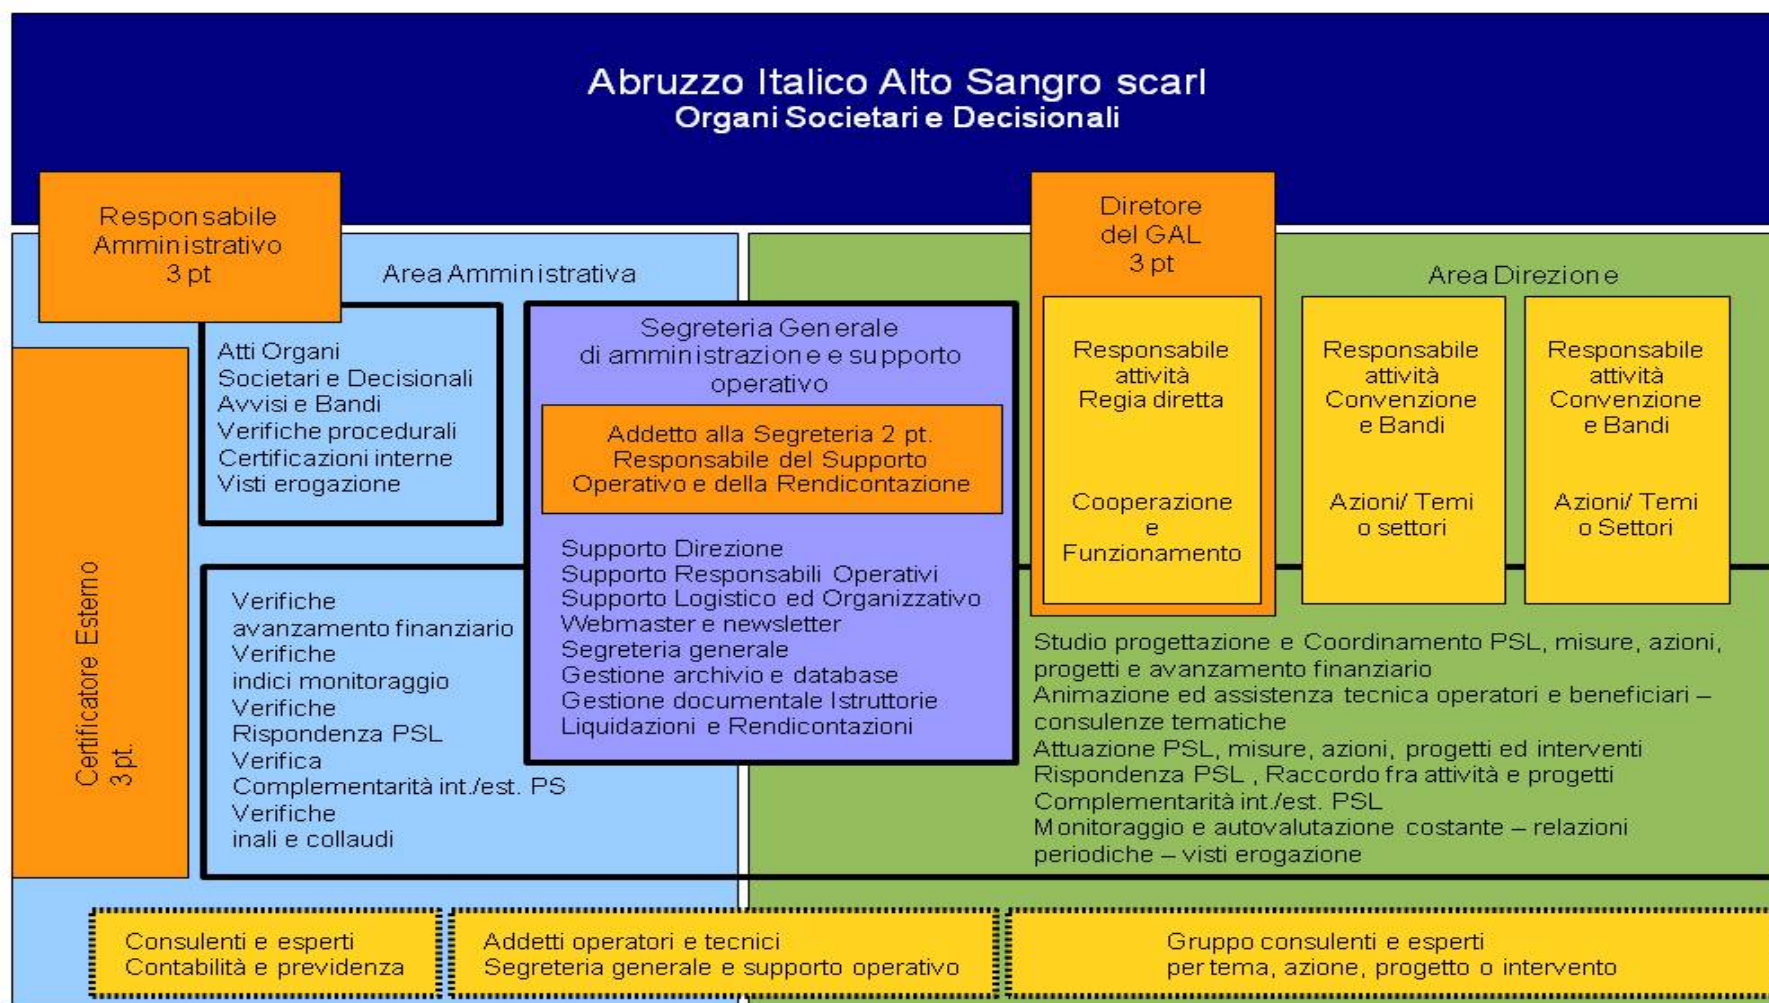 Abruzzo Italico Alto Sangro scarl
Organi Societari e Decisionali
Responsabile
Amministrativo
3 pt
Area Amministrativa
Diretore
del GAL
3 pt
Area Direzione
Atti Organi
Societari e Decisionali
Avvisi e Bandi
Verifiche procedurali
Certificazioni interne
Visti erogazione
Segreteria Generale
di amministrazione e supporto
operativo
Addetto alla Segreteria 2 pt.
Responsabile del Supporto
Operativo e della Rendicontazione
Supporto Direzione
Supporto Responsabili Operativi
Supporto Logistico ed Organizzativo
Webmaster e newsletter
Segreteria generale
Gestione archivio e database
Gestione documentale Istruttorie
Liquidazioni e Rendicontazioni
Responsabile
attività
Regia diretta
Cooperazione
e
Funzionamento
Responsabile
attività
Convenzione
e Bandi
Azioni/ Temi
o settori
Responsabile
attività
Convenzione
e Bandi
Azioni/ Temi
o Settori
Certificatore Esterno
3 pt.
Verifiche
avanzamento finanziario
Verifiche
indici monitoraggio
Verifiche
Rispondenza PSL
Verifica
Complementarità int./est. PS
Verifiche
inali e collaudi
Studio progettazione e Coordinamento PSL, misure, azioni,
progetti e avanzamento finanziario
Animazione ed assistenza tecnica operatori e beneficiari –
consulenze tematiche
Attuazione PSL, misure, azioni, progetti ed interventi
Rispondenza PSL , Raccordo fra attività e progetti
Complementarità int./est. PSL
Monitoraggio e autovalutazione costante – relazioni
periodiche – visti erogazione
Consulenti e esperti
Contabilità e previdenza
Addetti operatori e tecnici
Segreteria generale e supporto operativo
Gruppo consulenti e esperti
per tema, azione, progetto o intervento